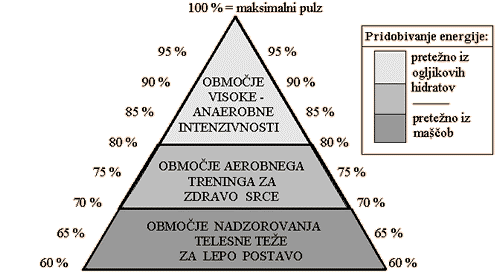 100 % = maksimalni pulz
95 %
95 %
90 %
90 %
85 %
85 %
80 %
80 %
75 %
75 %
70 %
70 %
65 %
65 %
60 %
60 %
OBMOČJE
VISOKE -
ANAEROBNE
INTENZIVNOSTI
OBMOČJE AEROBNEGA
TRENINGA ZA
ZDRAVO SRCE
OBMOČJE NADZOROVANJA
TELESNE TEŽE
ZA LEPO POSTAVO
Pridobivanje energije:
pretežno iz
ogljikovih
hidratov
pretežno iz
maščob